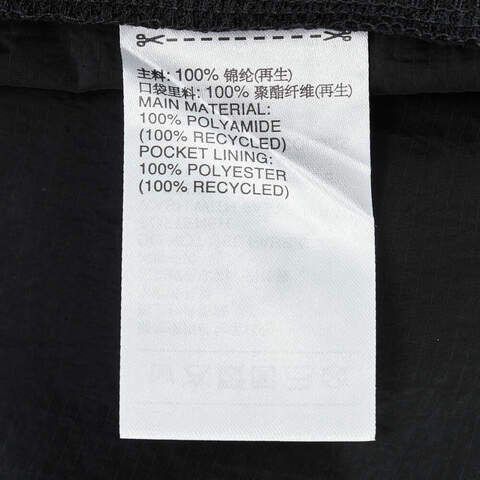 主料: 100% 锦纶(再生)
口袋里料: 100% 聚酯纤维(再生)
MAIN MATERIAL:
100% POLYAMIDE
(100% RECYCLED)
POCKET LINING:
100% POLYESTER
(100% RECYCLED)